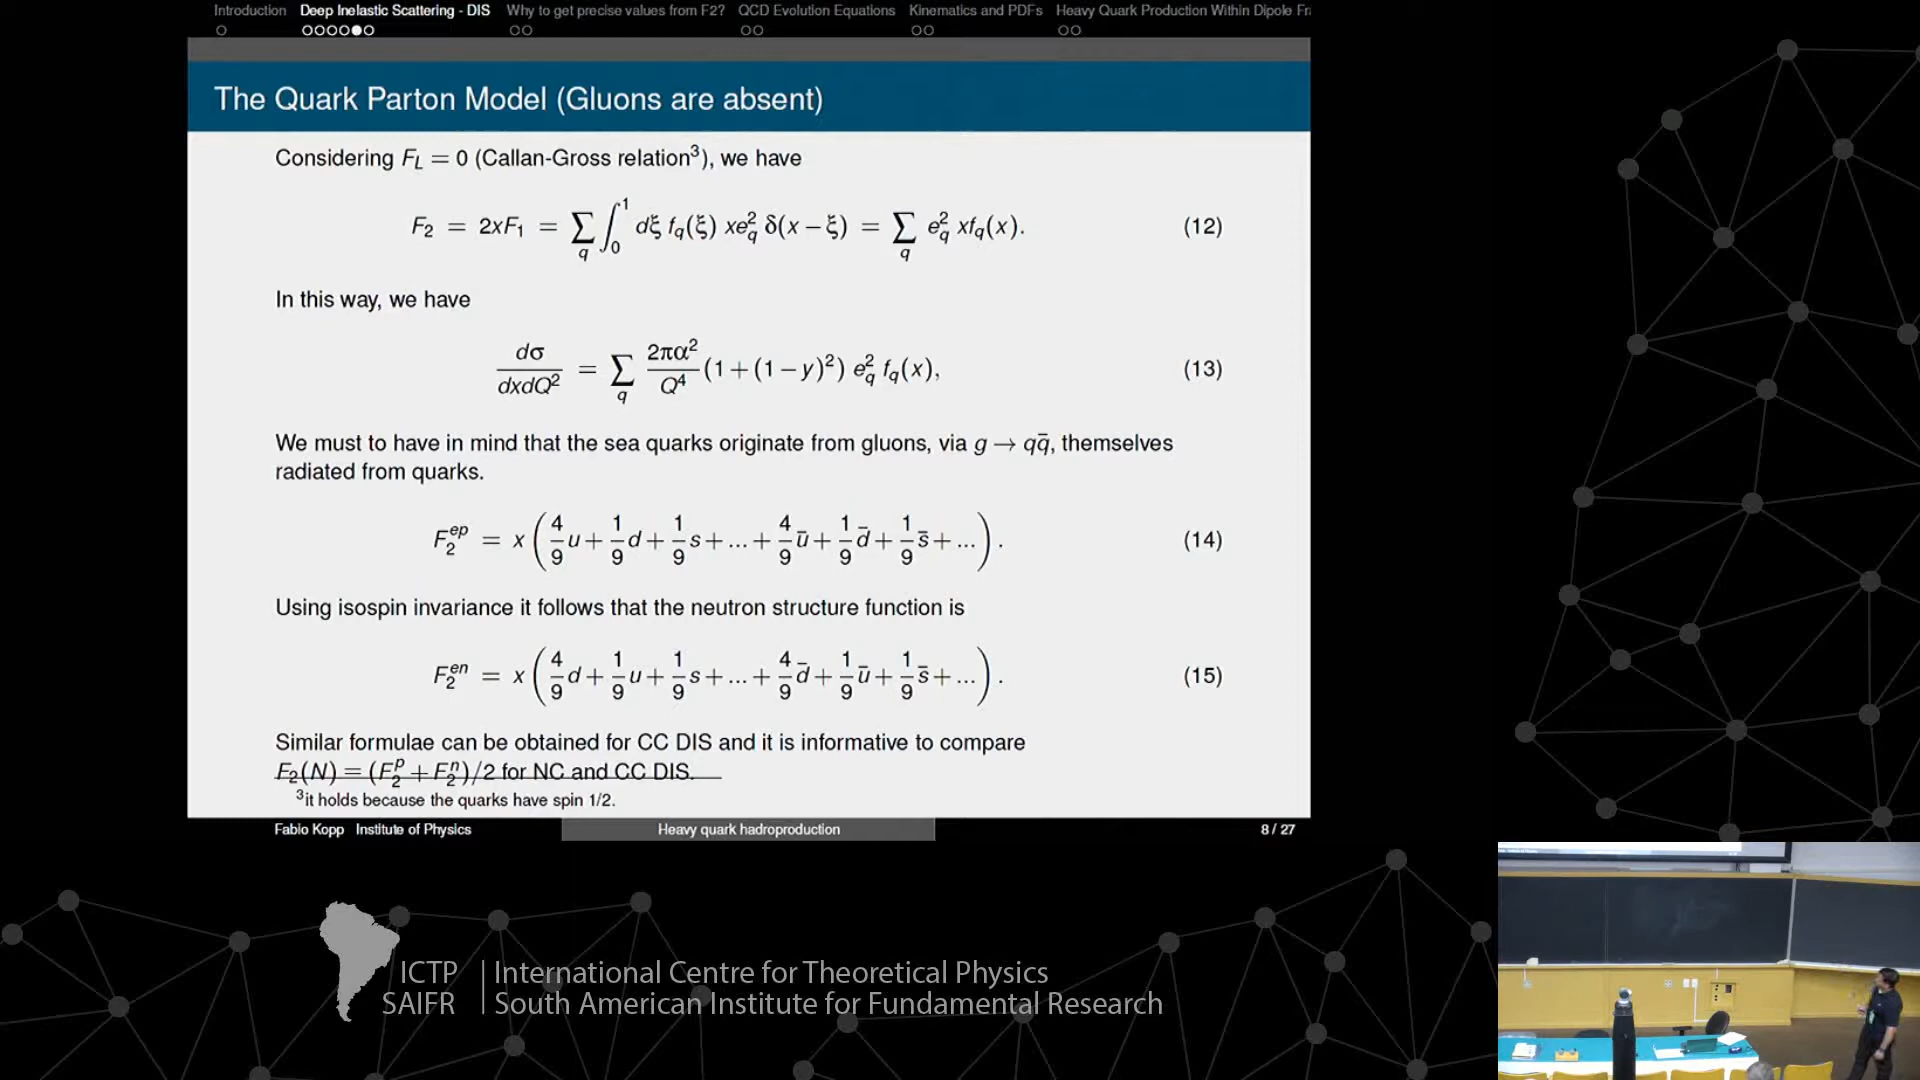 Introduction Deep Inelastic Scattering - DIS Why to get precise values from F2? QCD Evolution Equations Kinematics and PDFs Heavy Quark Production Within Dipole Fr
The Quark Parton Model (Gluons are absent)
Considering F_L = 0 (Callan-Gross relation³), we have
F₂ = 2xF₁ = ∑_q ∫₀¹ dξ f_q(ξ) xe_q² δ(x − ξ) = ∑_q e_q² xf_q(x). (12)
In this way, we have
dσ/dxdQ² = ∑_q 2πα²/Q⁴ (1 + (1 − y)²) e_q² f_q(x), (13)
We must to have in mind that the sea quarks originate from gluons, via g → qq̄, themselves
radiated from quarks.
F₂^ep = x (4/9 u + 1/9 d + 1/9 s + ... + 4/9 ū + 1/9 d̄ + 1/9 s̄ + ...). (14)
Using isospin invariance it follows that the neutron structure function is
F₂^en = x (4/9 d + 1/9 u + 1/9 s + ... + 4/9 d̄ + 1/9 ū + 1/9 s̄ + ...). (15)
Similar formulae can be obtained for CC DIS and it is informative to compare
F₂(N) = (F₂^p + F₂^n)/2 for NC and CC DIS.
³it holds because the quarks have spin 1/2.
Fabio Kopp Institute of Physics Heavy quark hadroproduction 8 / 27
ICTP International Centre for Theoretical Physics
SAIFR South American Institute for Fundamental Research